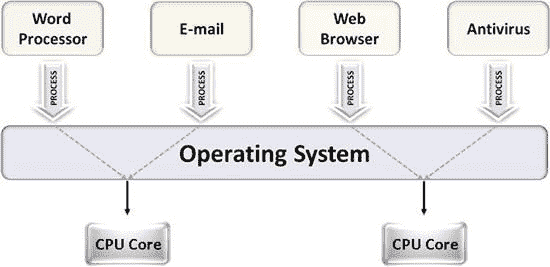 Word
Processor
E-mail
Web
Browser
Antivirus
PROCESS
PROCESS
PROCESS
PROCESS
Operating System
CPU Core
CPU Core